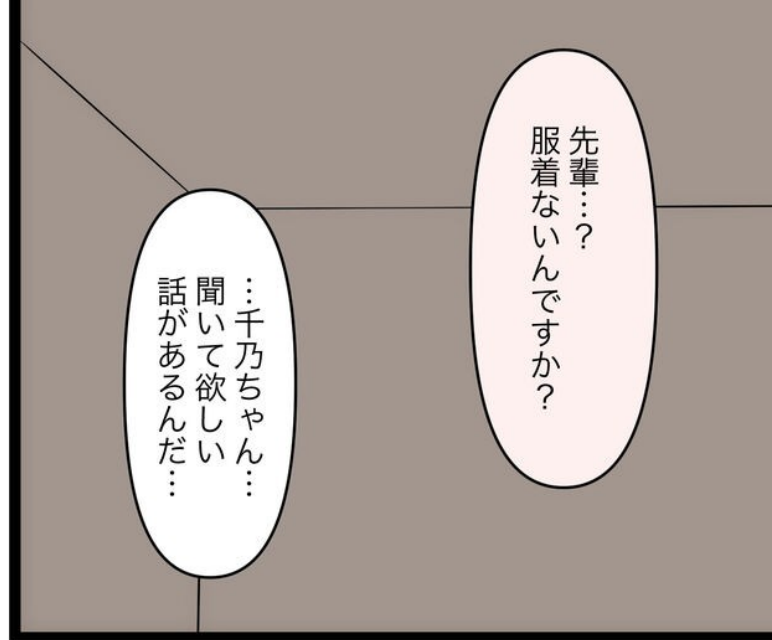 先輩…？
服着ないんですか？
…千乃ちゃん…
聞いて欲しい
話があるんだ…